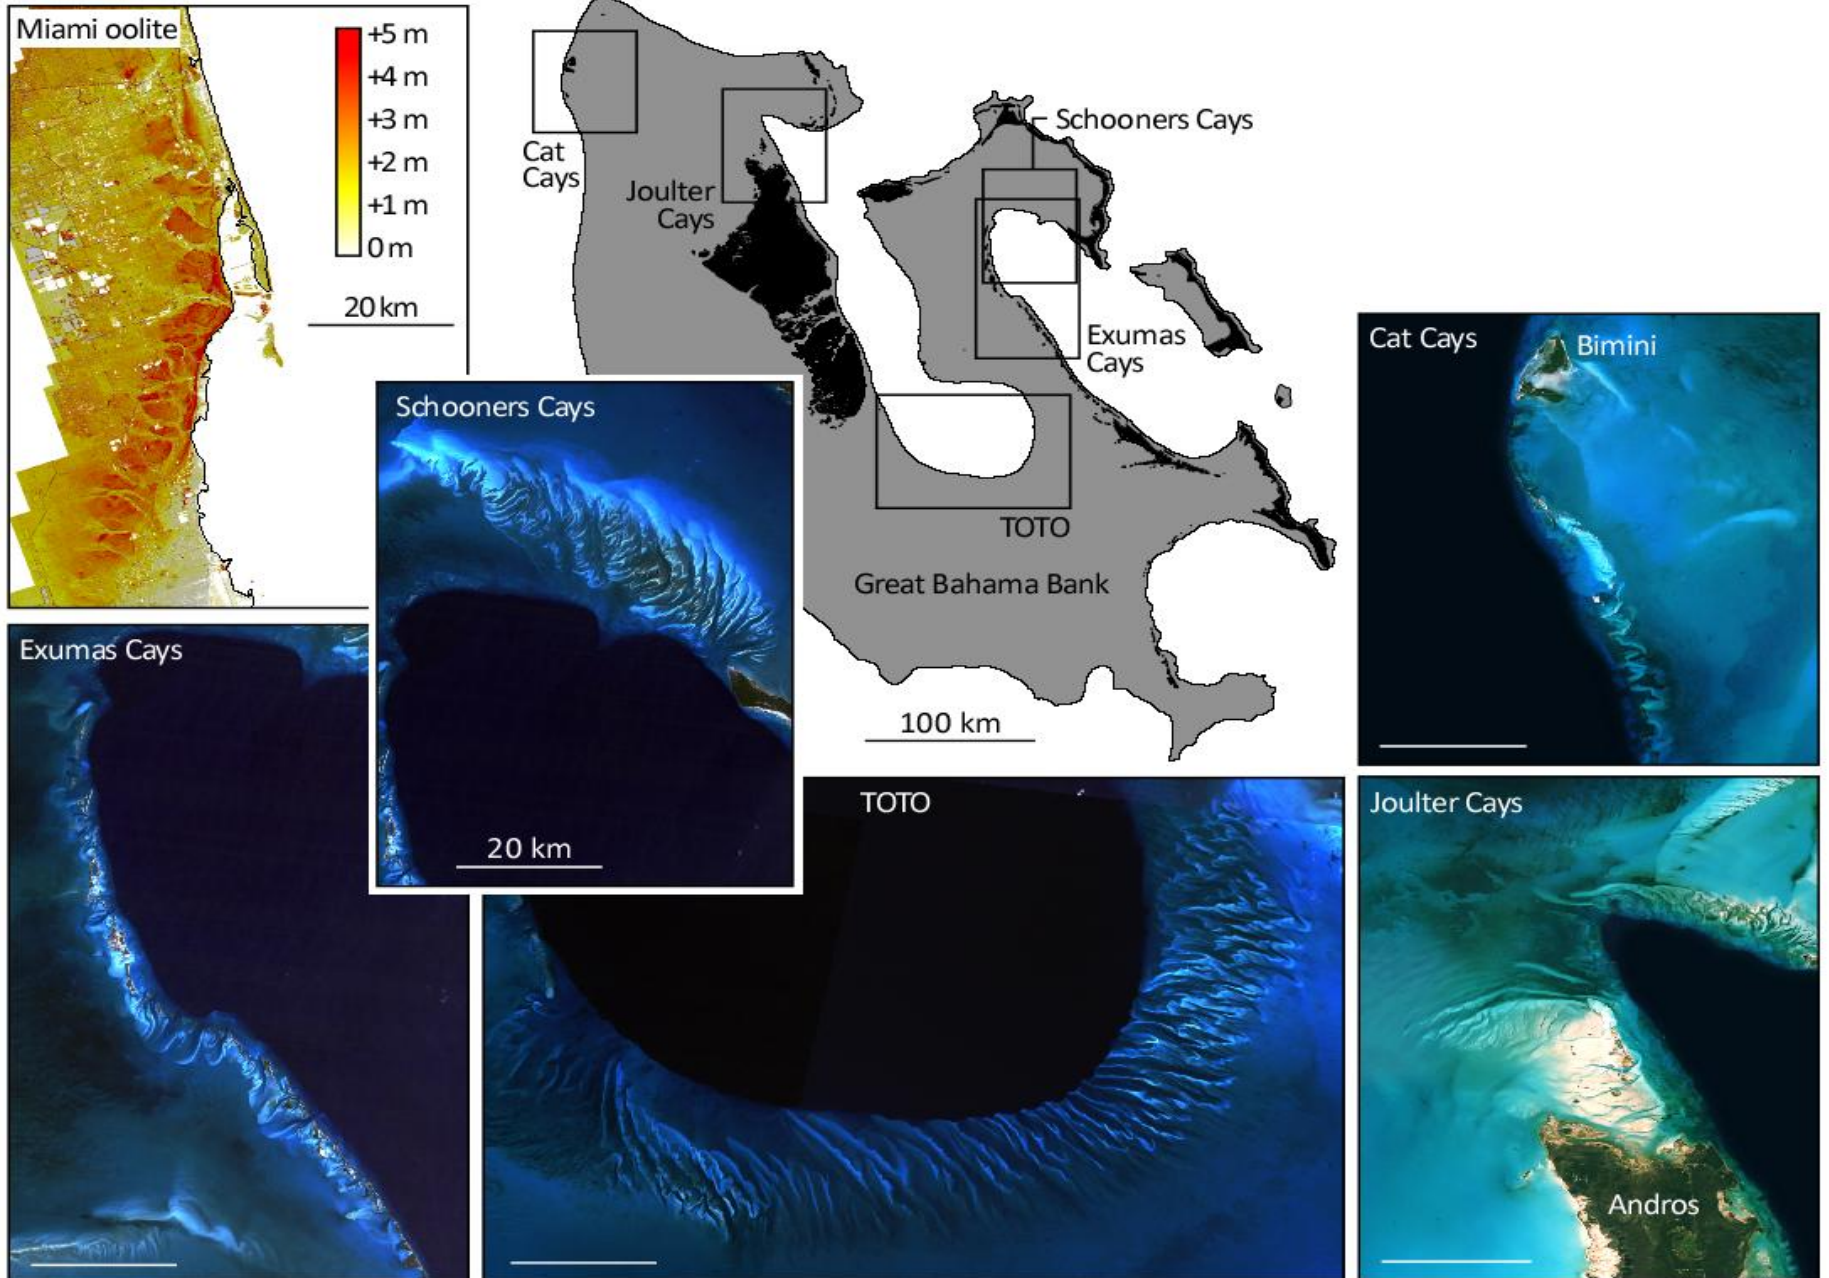 Miami oolite
+5 m
+4 m
+3 m
+2 m
+1 m
0 m
20 km
Cat
Cays
Joulter
Cays
Schooners Cays
Exumas
Cays
TOTO
Great Bahama Bank
100 km
Schooners Cays
20 km
Exumas Cays
TOTO
Cat Cays
Bimini
Joulter Cays
Andros